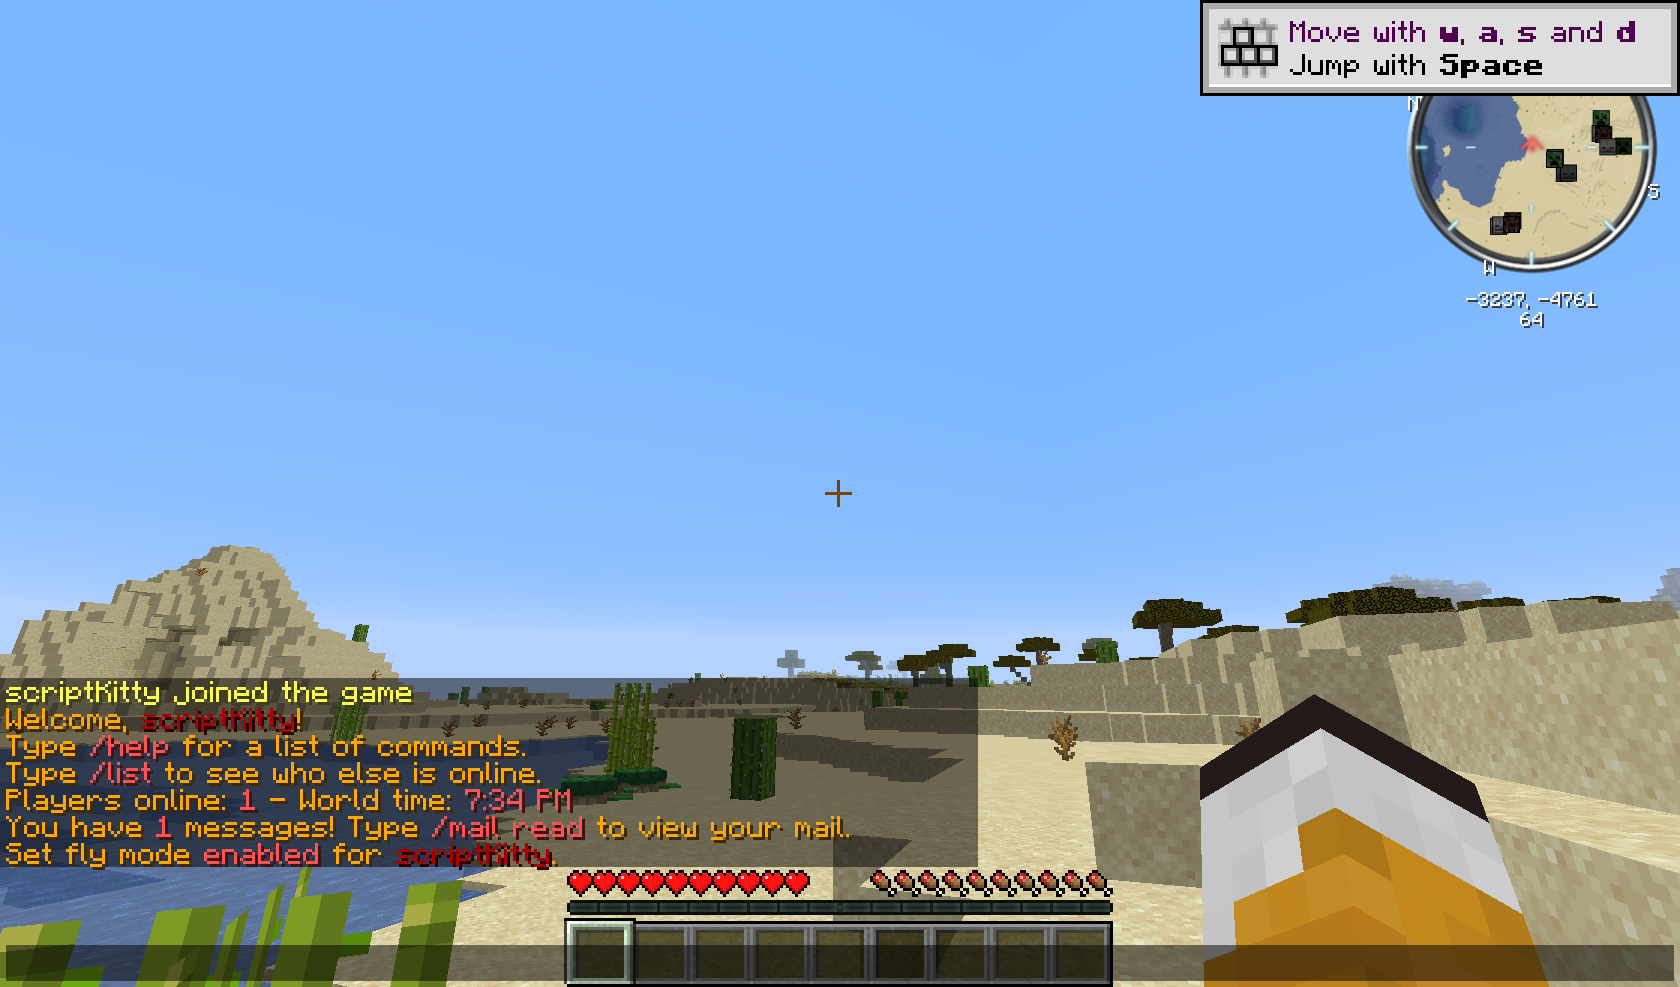 Move with w, a, s and d
Jump with Space
N
S
W
-3237, -4761
64
scriptKitty joined the game
Welcome, scriptKitty!
Type /help for a list of commands.
Type /list to see who else is online.
Players online: 1 - World time: 7:34 PM
You have 1 messages! Type /mail read to view your mail.
Set fly mode enabled for scriptKitty.